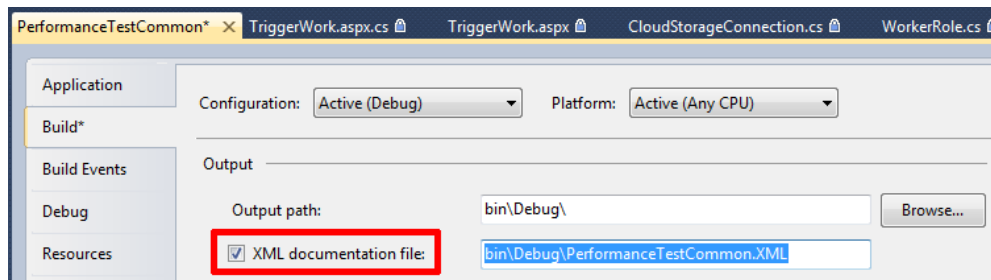 PerformanceTestCommon* X TriggerWork.aspx.cs TriggerWork.aspx CloudStorageConnection.cs WorkerRole.cs
Application
Configuration: Active (Debug) Platform: Active (Any CPU)
Build*
Build Events
Output
Debug
Output path: bin\Debug\ Browse...
Resources
XML documentation file: bin\Debug\PerformanceTestCommon.XML